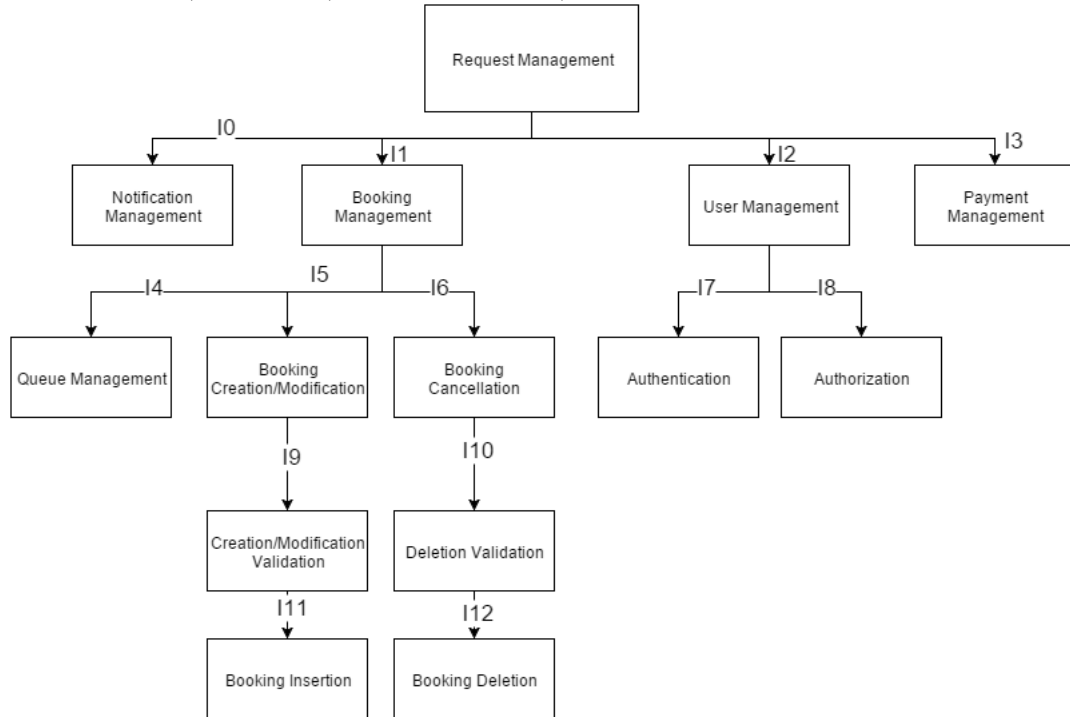 Request Management
I0
I1
I2
I3
Notification
Management
Booking
Management
User Management
Payment
Management
I4
I5
I6
I7
I8
Queue Management
Booking
Creation/Modification
Booking
Cancellation
Authentication
Authorization
I9
I10
Creation/Modification
Validation
Deletion Validation
I11
I12
Booking Insertion
Booking Deletion